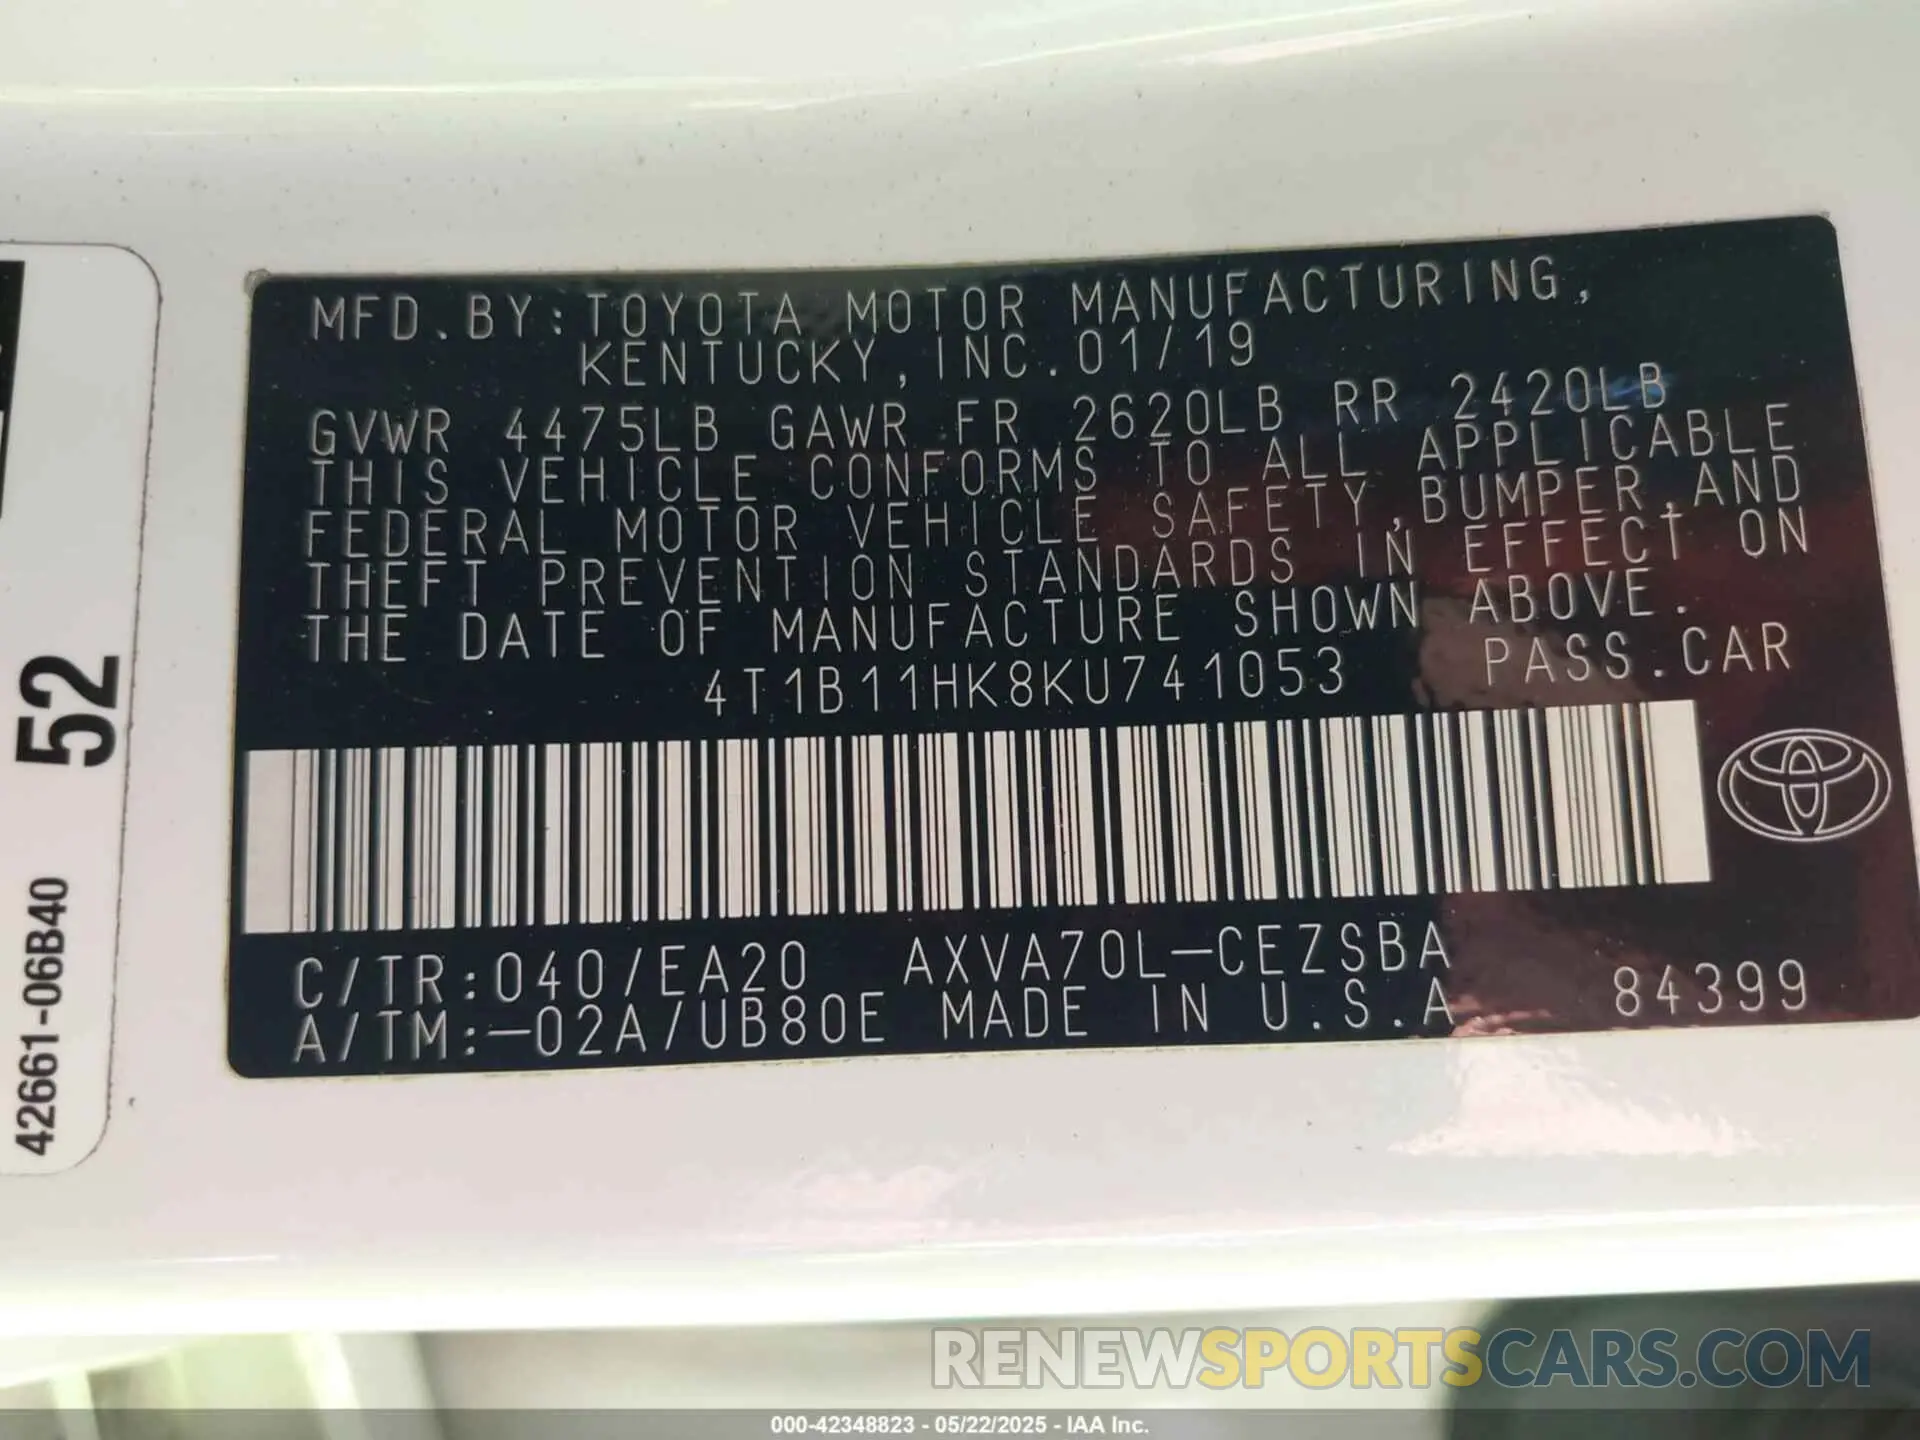 MFD.BY:TOYOTA MOTOR MANUFACTURING,
KENTUCKY,INC.01/19
GVWR 4475LB GAWR FR 2620LB RR 2420LB
THIS VEHICLE CONFORMS TO ALL APPLICABLE
FEDERAL MOTOR VEHICLE SAFETY,BUMPER,AND
THEFT PREVENTION STANDARDS IN EFFECT ON
THE DATE OF MANUFACTURE SHOWN ABOVE.
4T1B11HK8KU741053 PASS.CAR
C/TR:040/EA20 AXVA70L-CEZSBA
A/TM:-02A/UB80E MADE IN U.S.A 84399
52
42661-06B40
RENEWSPORTSCARS.COM
000-42348823 - 05/22/2025 - IAA Inc.